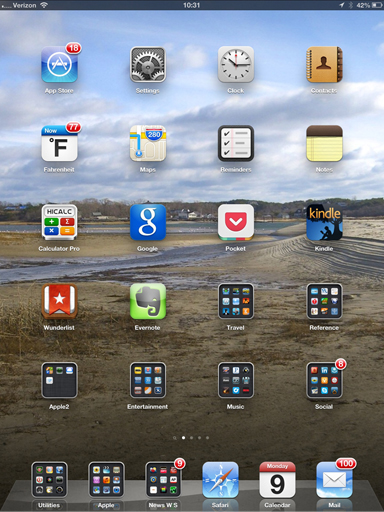 Verizon 10:31 42%
18
App Store Settings Clock Contacts
Now 77 °F 280
Fahrenheit Maps Reminders Notes
HICALC kindle
Calculator Pro Google Pocket Kindle
Wunderlist Evernote Travel Reference
8
Apple2 Entertainment Music Social
9 Monday 9 100
Utilities Apple News W S Safari Calendar Mail